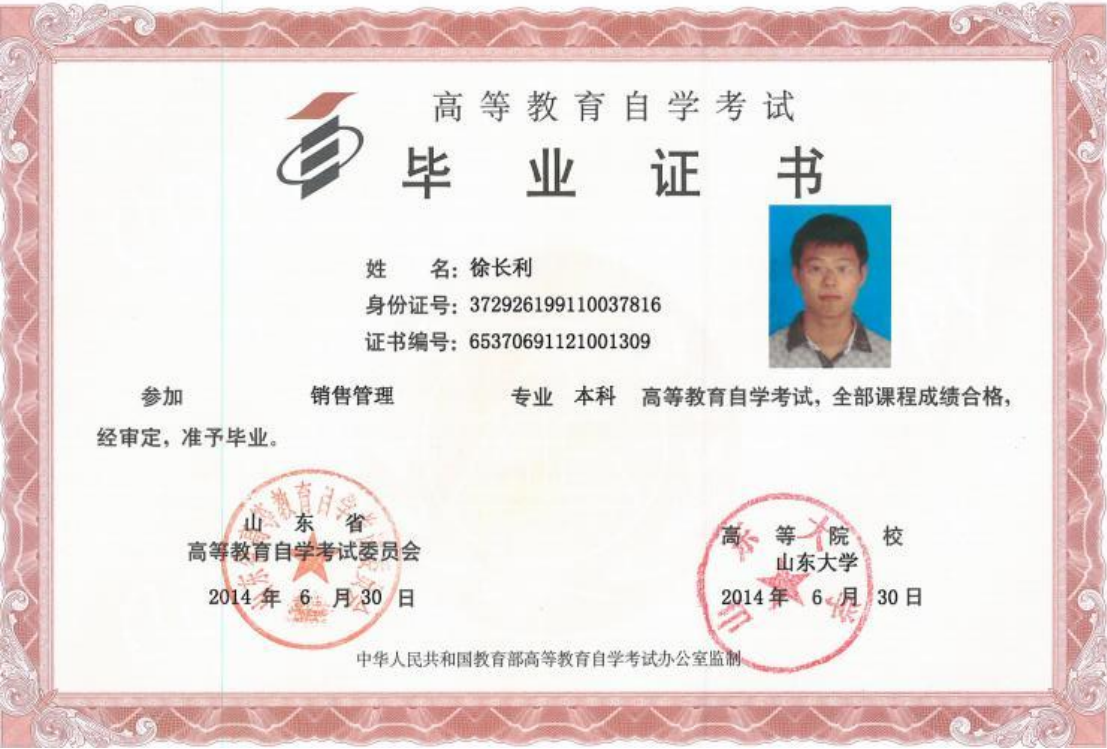 高等教育自学考试
毕业证书
姓 名：徐长利
身份证号：372926199110037816
证书编号：65370691121001309
参加 销售管理 专业 本科 高等教育自学考试，全部课程成绩合格，
经审定，准予毕业。
山东省
高等教育自学考试委员会
2014 年 6 月 30 日
高等院校
山东大学
2014 年 6 月 30 日
山东大学
中华人民共和国教育部高等教育自学考试办公室监制